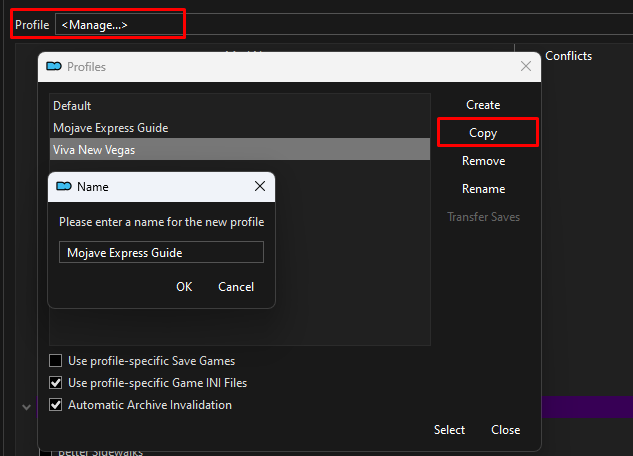 Profile <Manage...>
Conflicts
Profiles
Default
Mojave Express Guide
Viva New Vegas
Create
Copy
Remove
Rename
Transfer Saves
Name
Please enter a name for the new profile
Mojave Express Guide
OK Cancel
Use profile-specific Save Games
Use profile-specific Game INI Files
Automatic Archive Invalidation
Select Close
Better Sidewalks